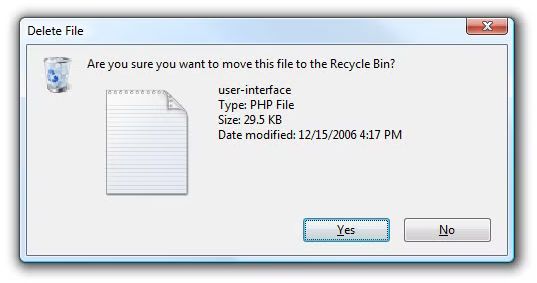 Delete File
Are you sure you want to move this file to the Recycle Bin?
user-interface
Type: PHP File
Size: 29.5 KB
Date modified: 12/15/2006 4:17 PM
Yes
No